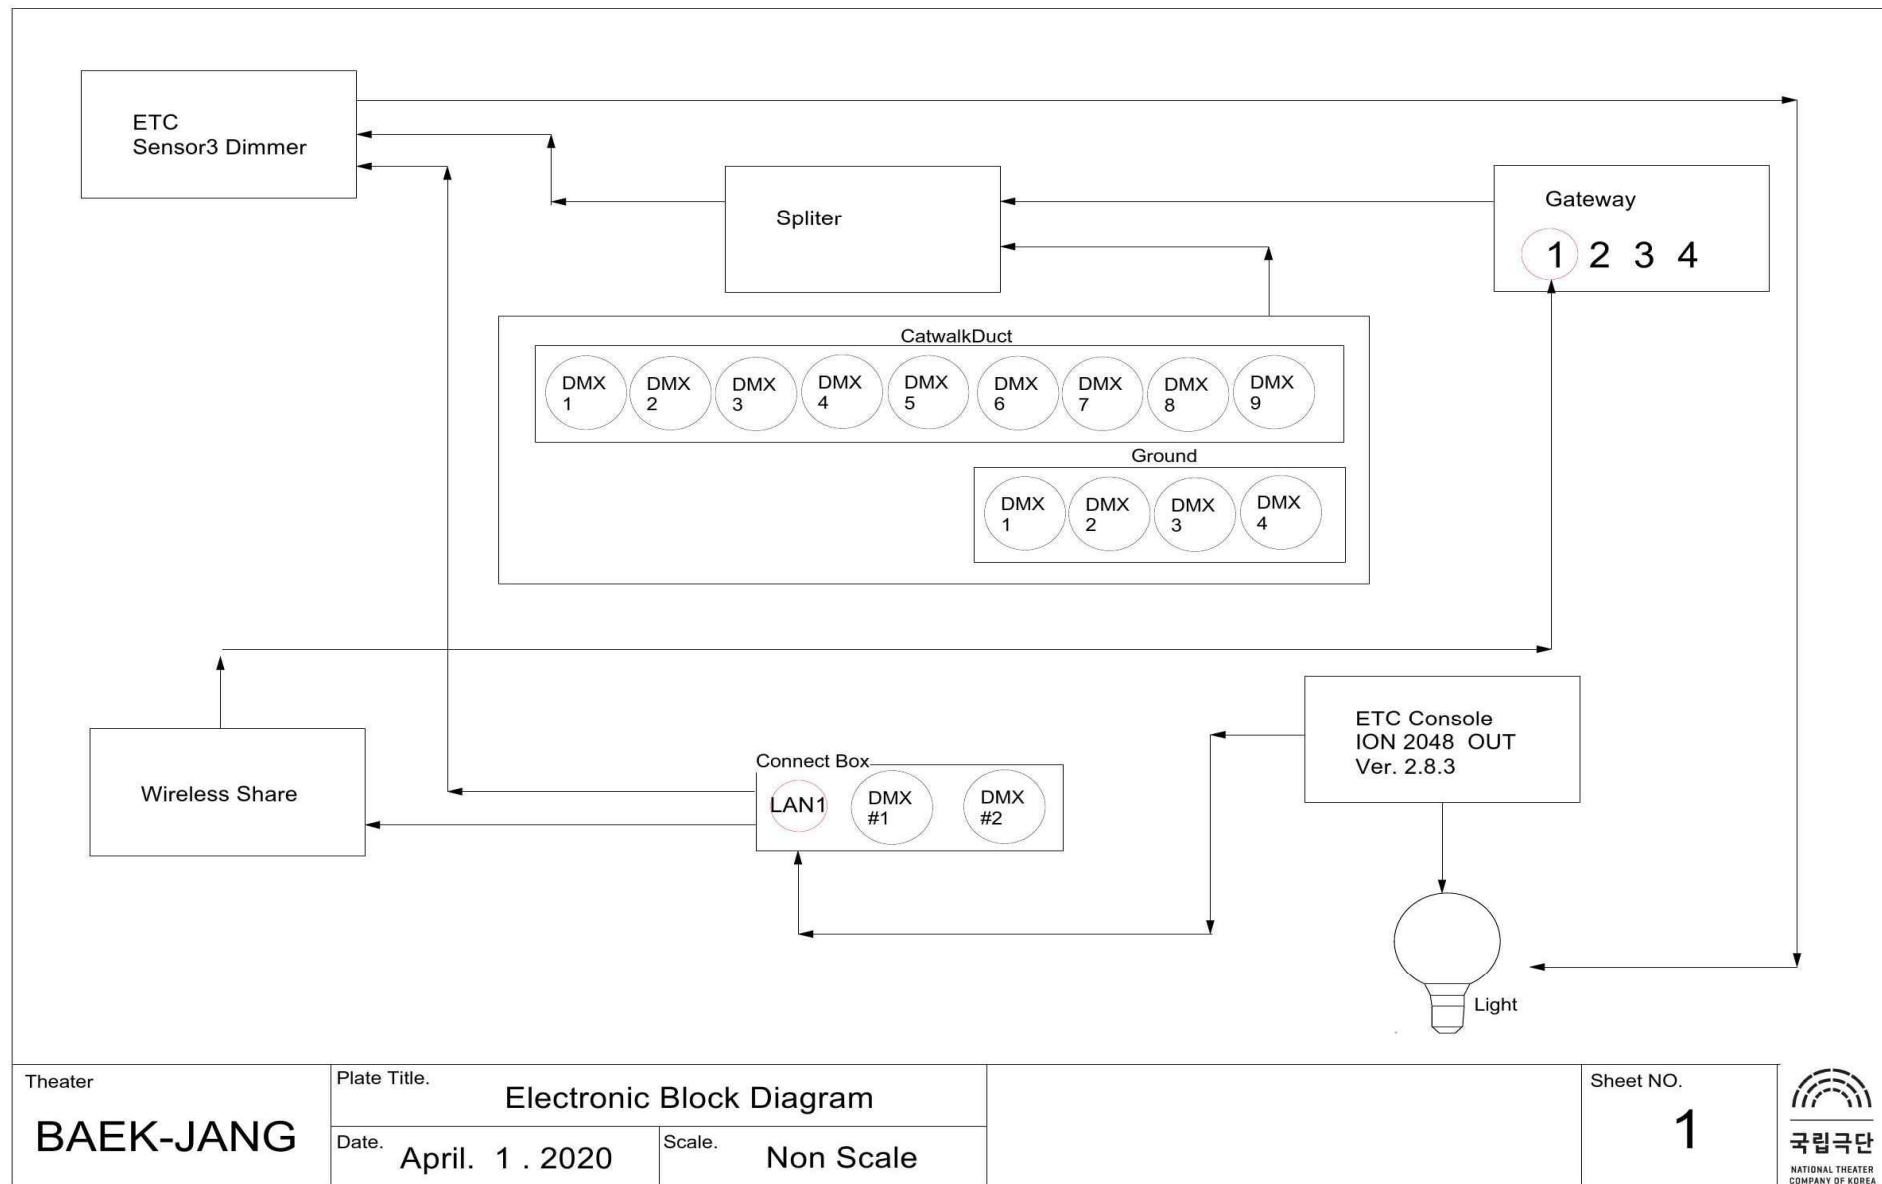 ETC
Sensor3 Dimmer
Spliter
Gateway
1 2 3 4
CatwalkDuct
DMX 1
DMX 2
DMX 3
DMX 4
DMX 5
DMX 6
DMX 7
DMX 8
DMX 9
Ground
DMX 1
DMX 2
DMX 3
DMX 4
Wireless Share
Connect Box
LAN1
DMX #1
DMX #2
ETC Console
ION 2048 OUT
Ver. 2.8.3
Light
Theater
BAEK-JANG
Plate Title.
Electronic Block Diagram
Date.
April. 1 . 2020
Scale.
Non Scale
Sheet NO.
1
국립극단
NATIONAL THEATER
COMPANY OF KOREA